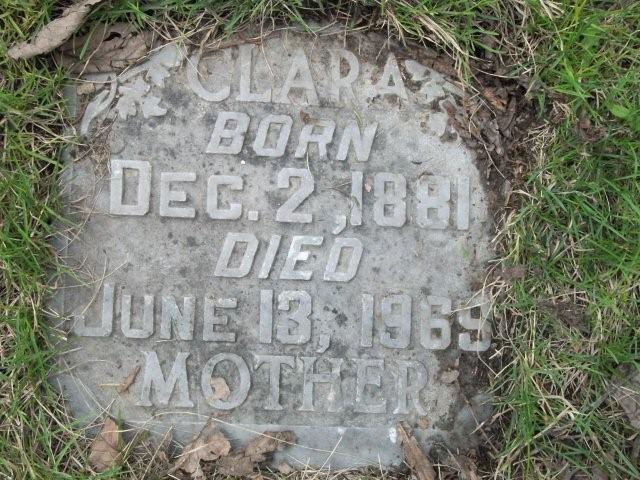 CLARA
BORN
DEC. 2, 1881
DIED
JUNE 13, 1969
MOTHER